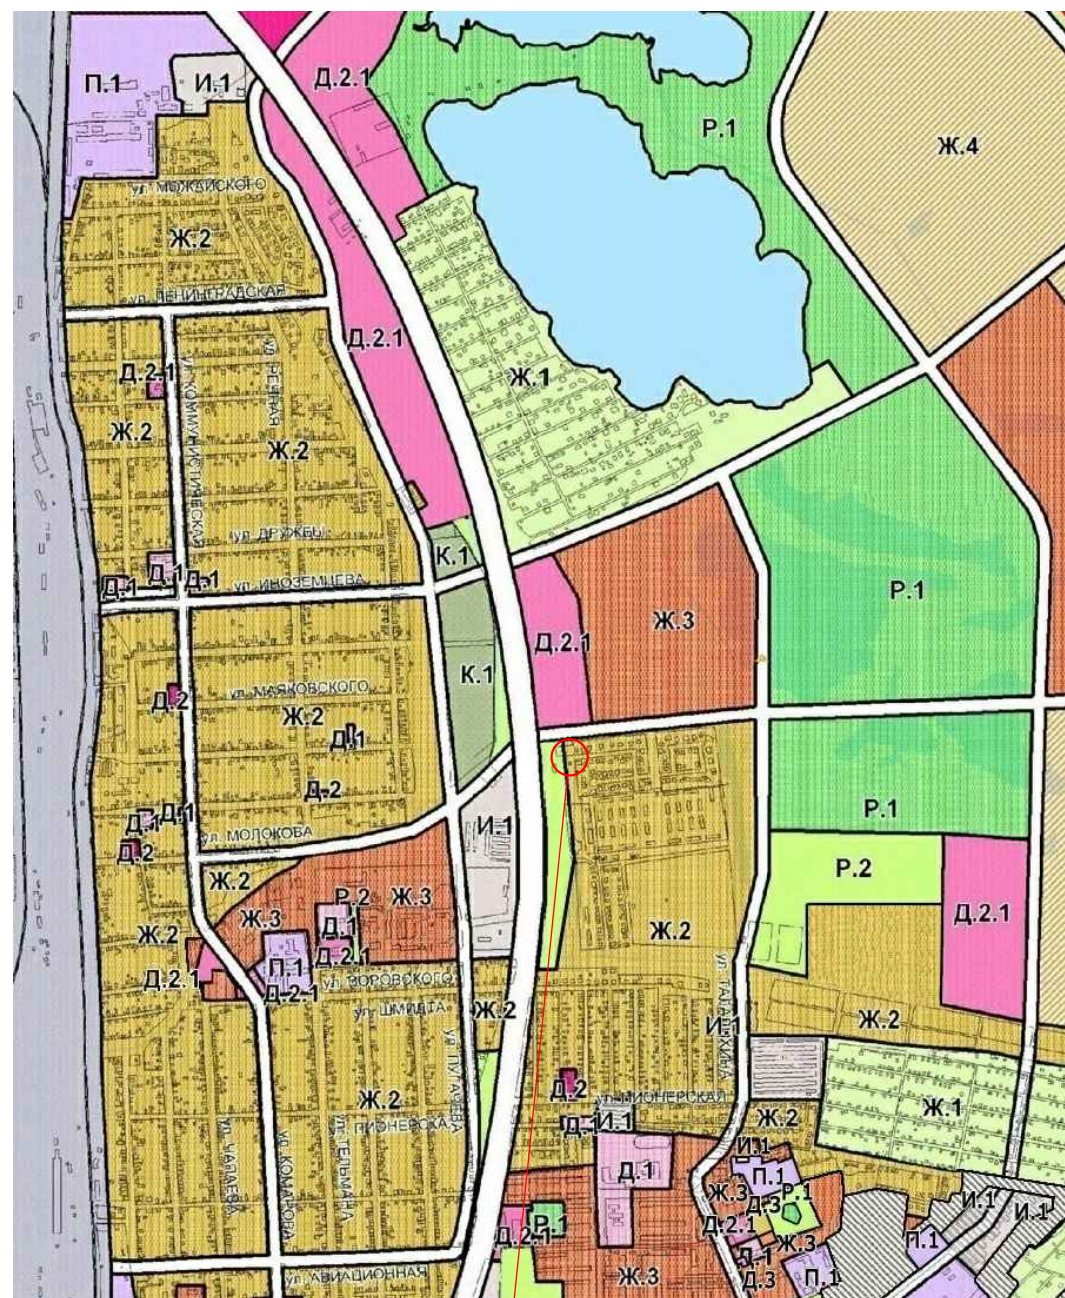 П.1
И.1
Д.2.1
Р.1
Ж.4
ул. МОЖАЙСКОГО
Ж.2
ул. ЛЕНИНГРАДСКАЯ
Д.2.1
ул. РЕЧНАЯ
Д.2.1
Ж.1
ул. КОММУНИСТИЧЕСКАЯ
Ж.2
Ж.2
ул. ДРУЖБЫ
К.1
Д.1
Д.1
Д.1
ул. ИНОЗЕМЦЕВА
Р.1
Ж.3
Д.2.1
К.1
ул. МАЯКОВСКОГО
Д.2
Ж.2
Д.1
Д.2
Д.1
Д.1
Р.1
И.1
ул. МОЛОКОВА
Д.2
Р.2
Ж.2
Р.2
Ж.3
Ж.3
Д.2.1
Д.1
Ж.2
Ж.2
Д.2.1
П.1
Д.2.1
ул. ВОРОВСКОГО
Д.2.1
ул. ШМИДТА
Ж.2
ул. ПУГАЧЕВА
И.1
Ж.2
Д.2
ул. ПИОНЕРСКАЯ
Ж.2
Ж.1
ул. ПИОНЕРСКАЯ
Д.1
И.1
Ж.2
ул. ЧАПАЕВА
ул. КОМАРОВА
ул. ТЕЛЬМАНА
И.1
Д.1
П.1
Ж.3
Р.1
Д.3
И.1
И.1
Д.2.1
Р.1
Д.2.1
П.1
Ж.3
Д.1
ул. АВИАЦИОННАЯ
Ж.3
Д.3
П.1